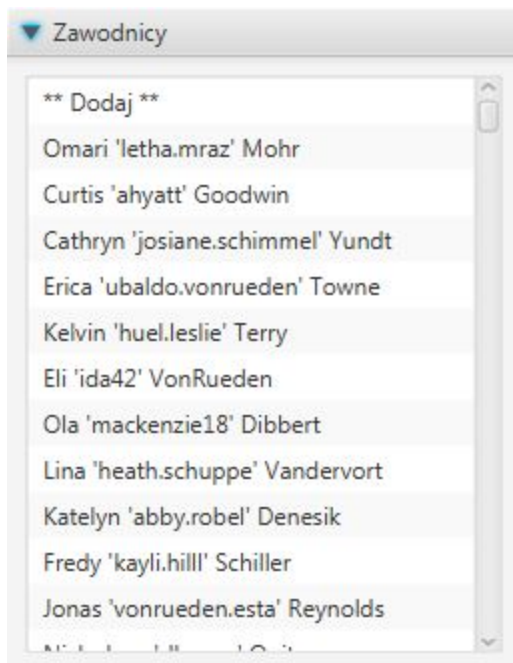 Zawodnicy
** Dodaj **
Omari 'letha.mraz' Mohr
Curtis 'ahyatt' Goodwin
Cathryn 'josiane.schimmel' Yundt
Erica 'ubaldo.vonrueden' Towne
Kelvin 'huel.leslie' Terry
Eli 'ida42' VonRueden
Ola 'mackenzie18' Dibbert
Lina 'heath.schuppe' Vandervort
Katelyn 'abby.robel' Denesik
Fredy 'kayli.hilll' Schiller
Jonas 'vonrueden.esta' Reynolds